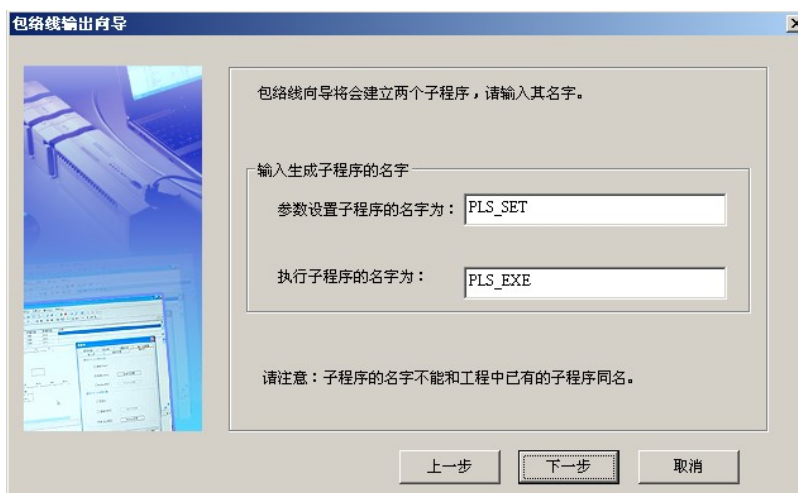 包络线输出向导
包络线向导将会建立两个子程序，请输入其名字。
输入生成子程序的名字
参数设置子程序的名字为： PLS_SET
执行子程序的名字为： PLS_EXE
请注意：子程序的名字不能和工程中已有的子程序同名。
上一步 下一步 取消